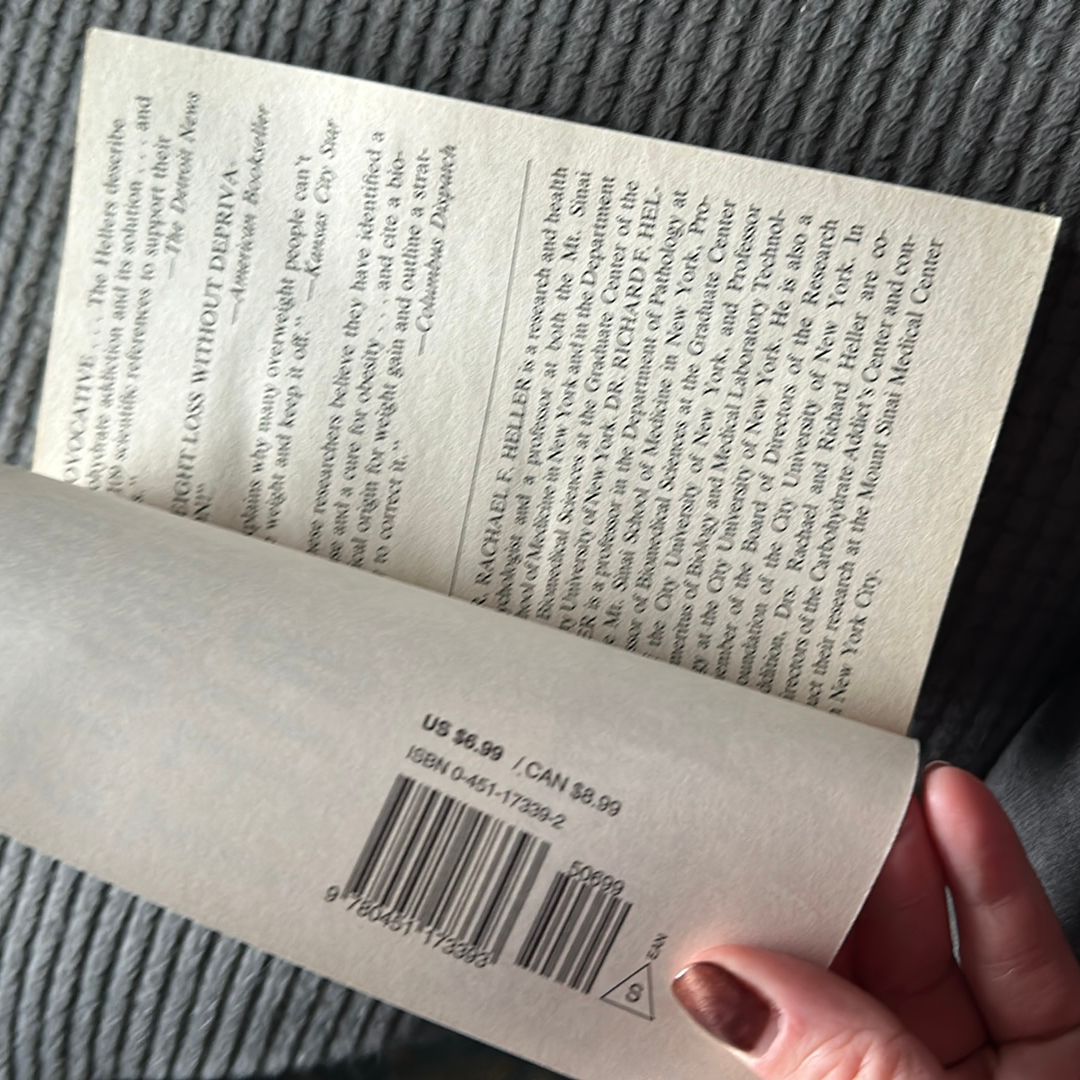 OVOCATIVE . . . The Hellers describe
ohydrate addiction and its solution . . . and
scientific references to support their
—The Detroit News
EIGHT LOSS WITHOUT DEPRIVA-
—American Bookseller
plains why many overweight people can't
weight and keep it off."
—Kansas City Star
ese researchers believe they have identified a
se and a cure for obesity . . . and cite a bio-
ical origin for weight gain and outline a strat-
to correct it."
—Columbus Dispatch
R. RACHAEL F. HELLER is a research and health
chologist and a professor at both the Mt. Sinai
hool of Medicine in New York and in the Department
Biomedical Sciences at the Graduate Center of the
y University of New York. DR. RICHARD F. HEL-
ER is a professor in the Department of Pathology at
e Mt. Sinai School of Medicine in New York, Pro-
ssor of Biomedical Sciences at the Graduate Center
the City University of New York, and Professor
meritus of Biology and Medical Laboratory Technol-
gy at the City University of New York. He is also a
ember of the Board of Directors of the Research
oundation of the City University of New York. In
ddition, Drs. Rachael and Richard Heller are co-
irectors of the Carbohydrate Addict's Center and con-
uct their research at the Mount Sinai Medical Center
New York City.
US $6.99 / CAN $8.99
ISBN 0-451-17339-2
50699
9 780451 173393
S
EAN